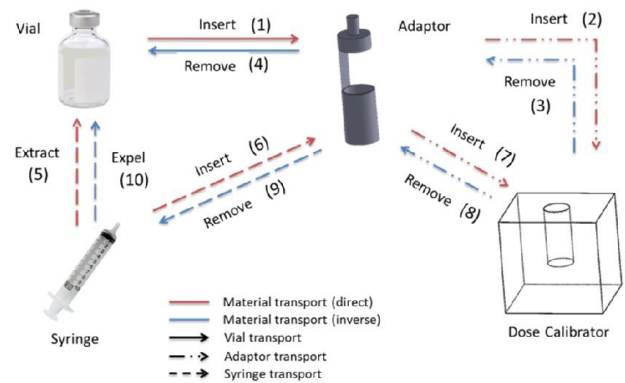 Vial
Insert (1)
Remove (4)
Adaptor
Insert (2)
Remove
(3)
Extract
(5)
Expel
(10)
Insert (6)
Remove (9)
Insert (7)
Remove (8)
Syringe
Dose Calibrator
Material transport (direct)
Material transport (inverse)
Vial transport
Adaptor transport
Syringe transport